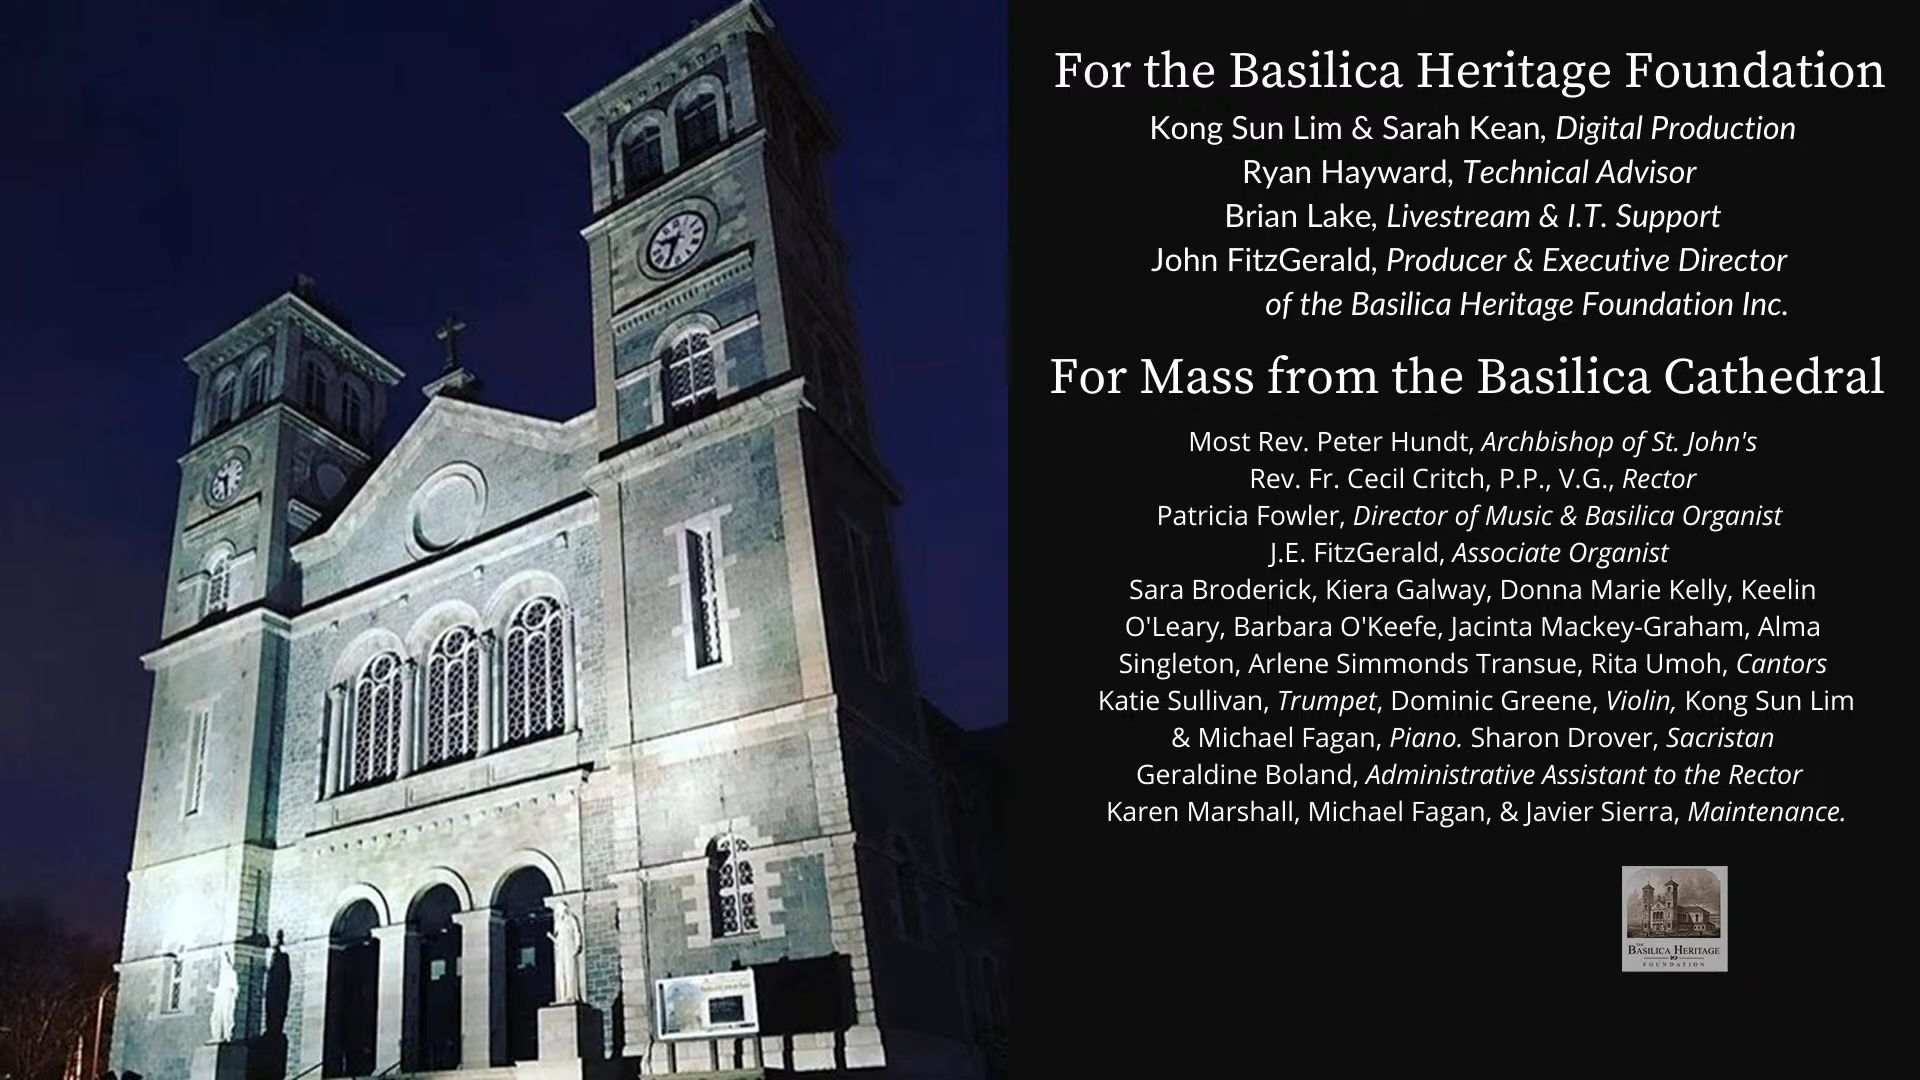 For the Basilica Heritage Foundation
Kong Sun Lim & Sarah Kean, Digital Production
Ryan Hayward, Technical Advisor
Brian Lake, Livestream & I.T. Support
John FitzGerald, Producer & Executive Director
of the Basilica Heritage Foundation Inc.
For Mass from the Basilica Cathedral
Most Rev. Peter Hundt, Archbishop of St. John's
Rev. Fr. Cecil Critch, P.P., V.G., Rector
Patricia Fowler, Director of Music & Basilica Organist
J.E. FitzGerald, Associate Organist
Sara Broderick, Kiera Galway, Donna Marie Kelly, Keelin
O'Leary, Barbara O'Keefe, Jacinta Mackey-Graham, Alma
Singleton, Arlene Simmonds Transue, Rita Umoh, Cantors
Katie Sullivan, Trumpet, Dominic Greene, Violin, Kong Sun Lim
& Michael Fagan, Piano. Sharon Drover, Sacristan
Geraldine Boland, Administrative Assistant to the Rector
Karen Marshall, Michael Fagan, & Javier Sierra, Maintenance.
THE
BASILICA HERITAGE
FOUNDATION